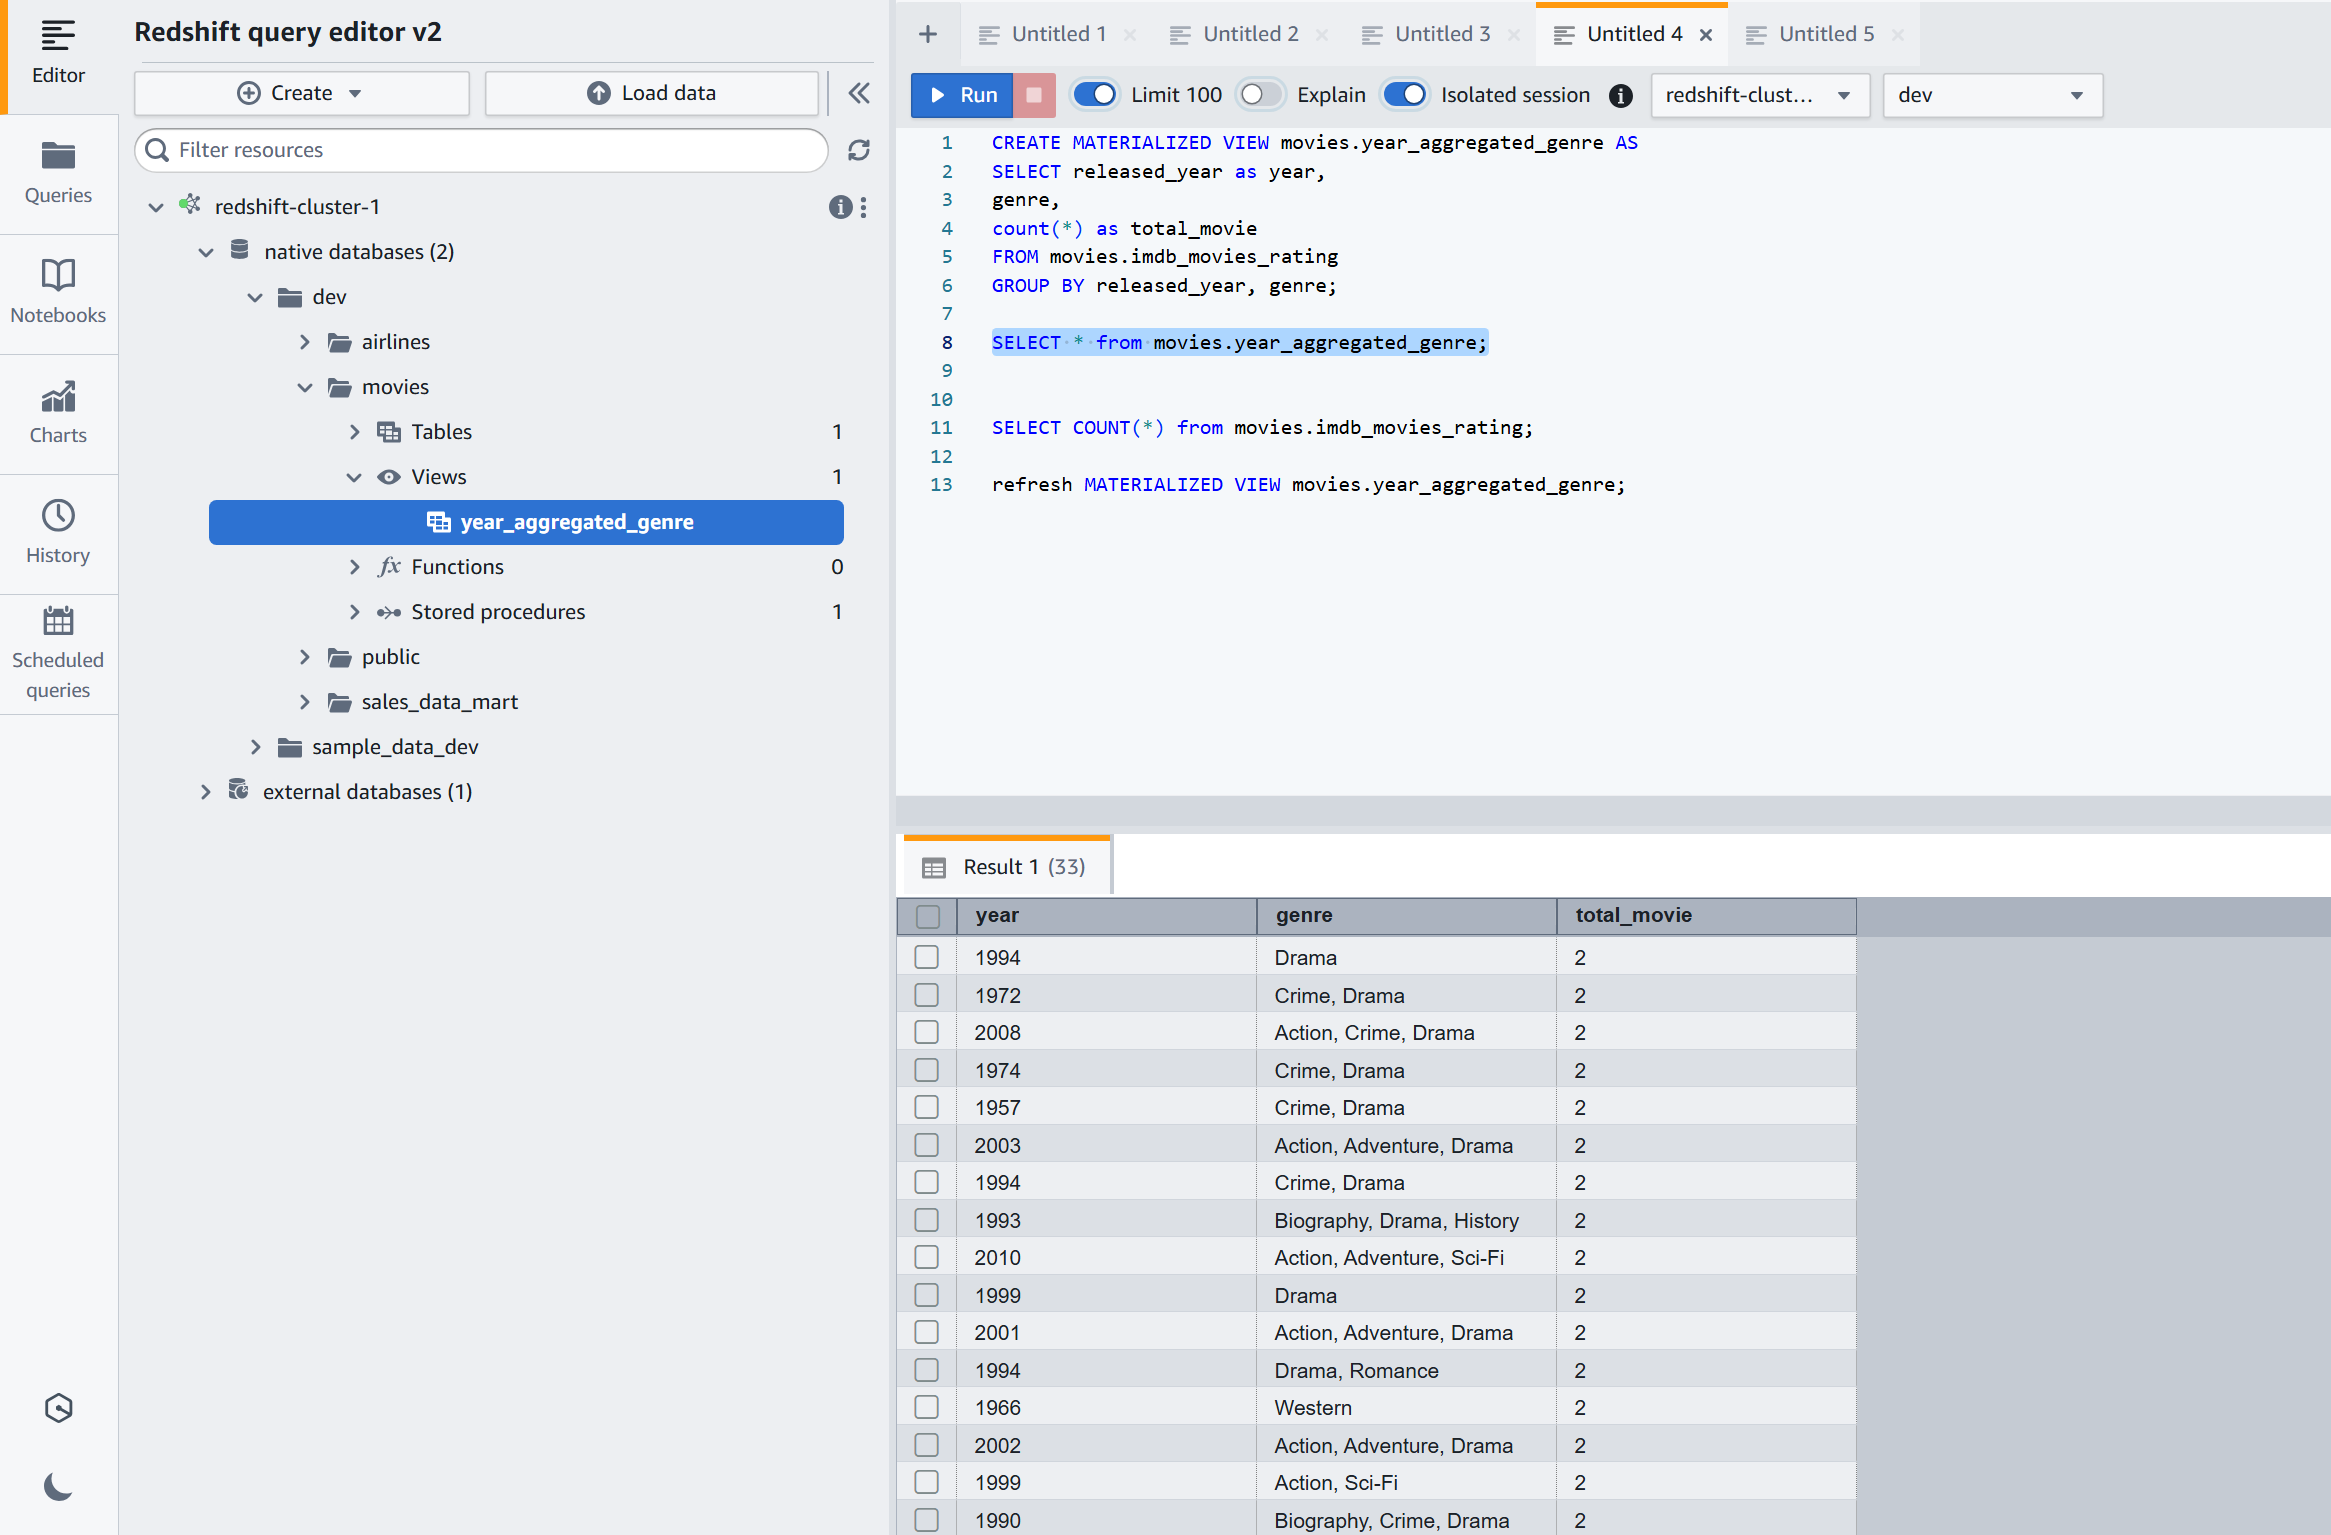 Editor
Queries
Notebooks
Charts
History
Scheduled
queries
Redshift query editor v2
Create
Load data
Filter resources
redshift-cluster-1
native databases (2)
dev
airlines
movies
Tables 1
Views 1
year_aggregated_genre
fx Functions 0
Stored procedures 1
public
sales_data_mart
sample_data_dev
external databases (1)
+ Untitled 1 × Untitled 2 × Untitled 3 × Untitled 4 × Untitled 5 ×
Run Limit 100 Explain Isolated session i redshift-clust... dev
1 CREATE MATERIALIZED VIEW movies.year_aggregated_genre AS
2 SELECT released_year as year,
3 genre,
4 count(*) as total_movie
5 FROM movies.imdb_movies_rating
6 GROUP BY released_year, genre;
7
8 SELECT * from movies.year_aggregated_genre;
9
10
11 SELECT COUNT(*) from movies.imdb_movies_rating;
12
13 refresh MATERIALIZED VIEW movies.year_aggregated_genre;
Result 1 (33)
year genre total_movie
1994 Drama 2
1972 Crime, Drama 2
2008 Action, Crime, Drama 2
1974 Crime, Drama 2
1957 Crime, Drama 2
2003 Action, Adventure, Drama 2
1994 Crime, Drama 2
1993 Biography, Drama, History 2
2010 Action, Adventure, Sci-Fi 2
1999 Drama 2
2001 Action, Adventure, Drama 2
1994 Drama, Romance 2
1966 Western 2
2002 Action, Adventure, Drama 2
1999 Action, Sci-Fi 2
1990 Biography, Crime, Drama 2